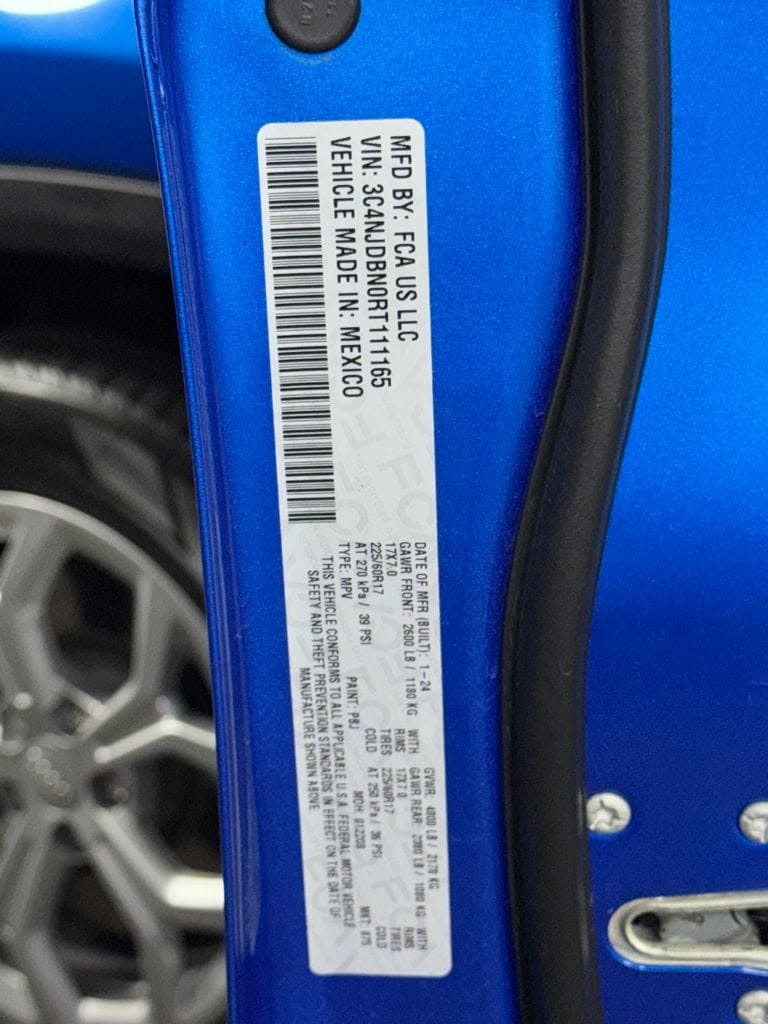 MFD BY: FCA US LLC
VIN: 3C4NJDBN0RT111165
VEHICLE MADE IN: MEXICO
DATE OF MFR (BUILT): 1-24 GVWR: 4800 LB / 2178 KG
GAWR FRONT: 2600 LB / 1180 KG WITH GAWR REAR: 2380 LB / 1080 KG WITH
17X7.0 RIMS 17X7.0 RIMS
225/60R17 TIRES 225/60R17 TIRES
AT 270 kPa / 39 PSI COLD AT 250 kPa / 36 PSI COLD
TYPE: MPV PAINT: PBJ MDH: 012208 MKT: 875
THIS VEHICLE CONFORMS TO ALL APPLICABLE U.S.A. FEDERAL MOTOR VEHICLE
SAFETY AND THEFT PREVENTION STANDARDS IN EFFECT ON THE DATE OF
MANUFACTURE SHOWN ABOVE